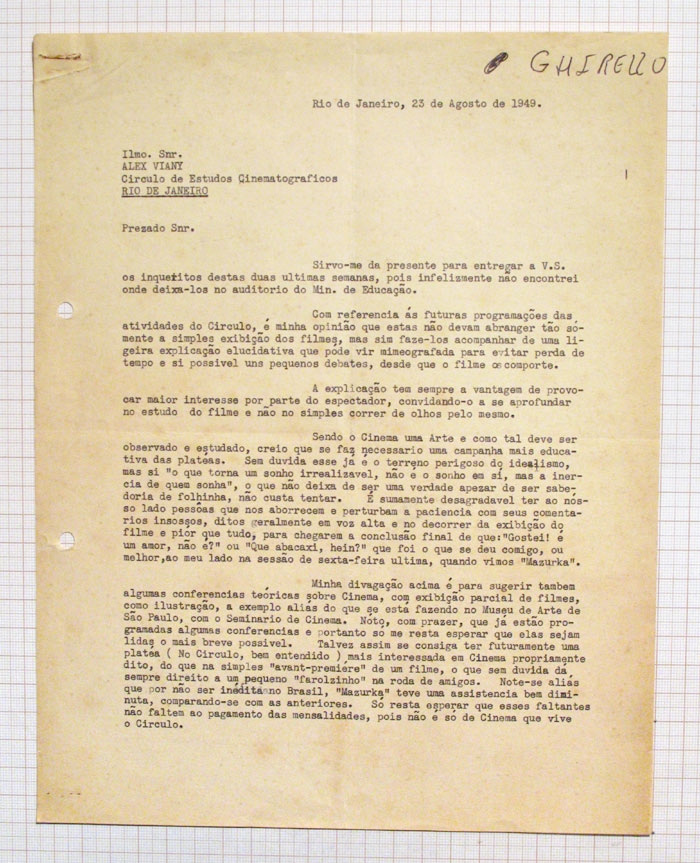 GHIRELLO
Rio de Janeiro, 23 de Agosto de 1949.
Ilmo. Snr.
ALEX VIANY
Circulo de Estudos Cinematograficos
RIO DE JANEIRO
Prezado Snr.
Sirvo-me da presente para entregar a V.S.
os inqueritos destas duas ultimas semanas, pois infelizmente não encontrei
onde deixa-los no auditorio do Min. de Educação.
Com referencia ás futuras programações das
atividades do Circulo, é minha opinião que estas não devam abranger tão só-
mente a simples exibição dos filmes, mas sim faze-los acompanhar de uma li-
geira explicação elucidativa que póde vir mimeografada para evitar perda de
tempo e si possivel uns pequenos debates, desde que o filme os comporte.
A explicação tem sempre a vantagem de provo-
car maior interesse por parte do espectador, convidando-o a se aprofundar
no estudo do filme e não no simples correr de olhos pelo mesmo.
Sendo o Cinema uma Arte e como tal deve ser
observado e estudado, creio que se faz necessario uma campanha mais educa-
tiva das platéas. Sem duvida esse já é o terreno perigoso do idealismo,
mas si "o que torna um sonho irrealizavel, não é o sonho em si, mas a iner-
cia de quem sonha", o que não deixa de ser uma verdade apezar de ser sabe-
doria de folhinha, não custa tentar. É sumamente desagradavel ter ao nós-
so lado pessôas que nos aborrecem e perturbam a paciencia com seus comenta-
rios insossos, ditos geralmente em voz alta e no decorrer da exibição do
filme e piór que tudo, para chegarem a conclusão final de que:"Gostei! é
um amor, não é?" ou "Que abacaxi, hein?" que foi o que se deu comigo, ou
melhor,ao meu lado na sessão de sexta-feira ultima, quando vimos "Mazurka".
Minha divagação acima é para sugerir tambem
algumas conferencias teóricas sobre Cinema, com exibição parcial de filmes,
como ilustração, a exemplo alias do que se esta fazendo no Museu de Arte de
São Paulo, com o Seminario de Cinema. Noto, com prazer, que já estão pro-
gramadas algumas conferencias e portanto so me resta esperar que elas sejam
lidas o mais breve possivel. Talvez assim se consiga ter futuramente uma
platea ( No Circulo, bem entendido ) mais interessada em Cinema propriamente
dito, do que na simples "avant-première" de um filme, o que sem duvida dá
sempre direito a um pequeno "farolzinho" na roda de amigos. Note-se aliás
que por não ser inédita no Brasil, "Mazurka" teve uma assistencia bem dimi-
nuta, comparando-se com as anteriores. Só resta esperar que esses faltantes
não faltem ao pagamento das mensalidades, pois não é só de Cinema que vive
o Circulo.